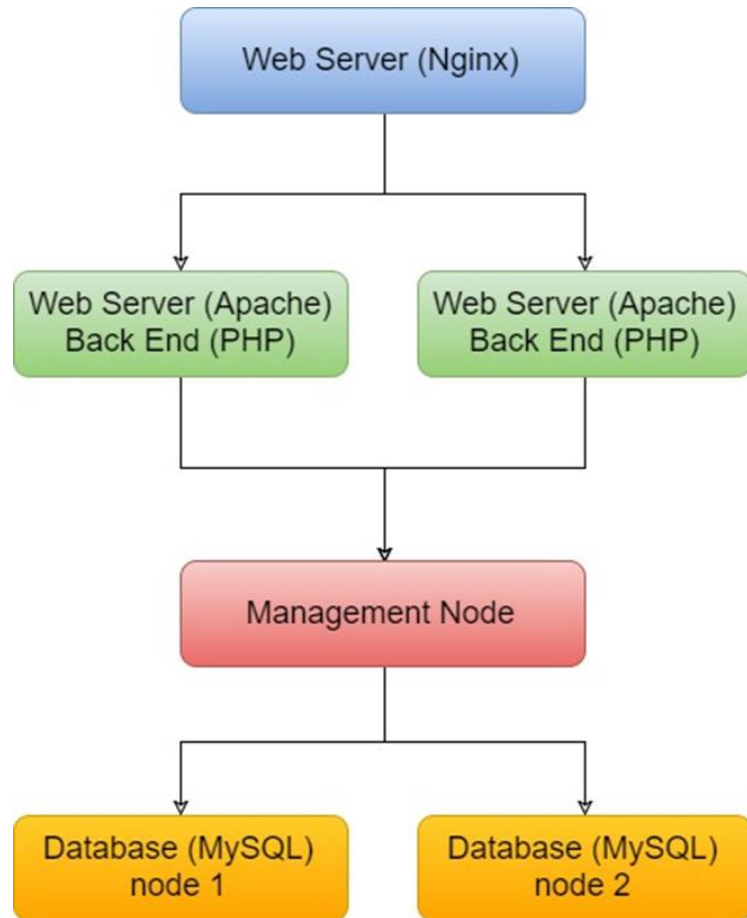 Web Server (Nginx)
Web Server (Apache)
Back End (PHP)
Web Server (Apache)
Back End (PHP)
Management Node
Database (MySQL)
node 1
Database (MySQL)
node 2